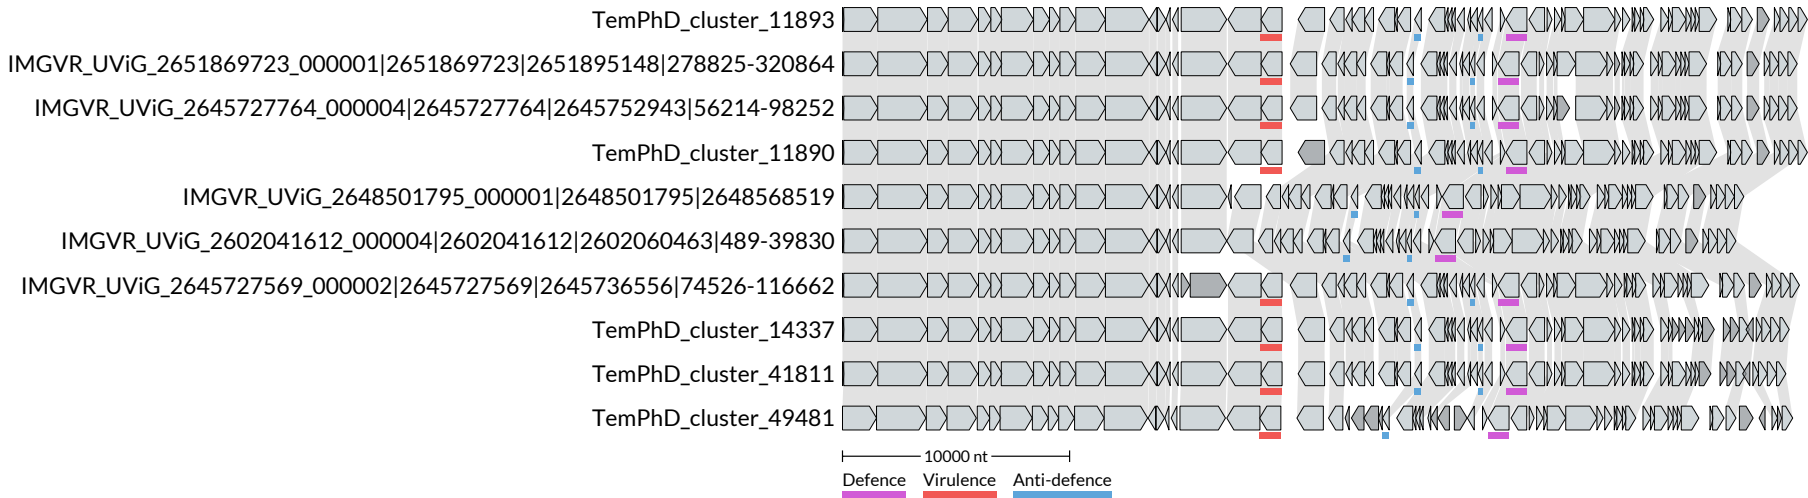 TemPhD_cluster_11893
IMGVR_UViG_2651869723_000001|2651869723|2651895148|278825-320864
IMGVR_UViG_2645727764_000004|2645727764|2645752943|56214-98252
TemPhD_cluster_11890
IMGVR_UViG_2648501795_000001|2648501795|2648568519
IMGVR_UViG_2602041612_000004|2602041612|2602060463|489-39830
IMGVR_UViG_2645727569_000002|2645727569|2645736556|74526-116662
TemPhD_cluster_14337
TemPhD_cluster_41811
TemPhD_cluster_49481
10000 nt
Defence Virulence Anti-defence